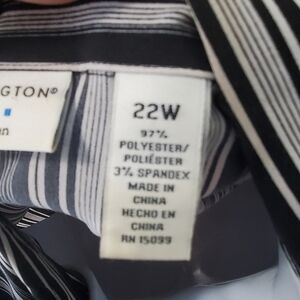 GTON®
22W
97%
POLYESTER/
POLIÉSTER
3% SPANDEX
MADE IN
CHINA
HECHO EN
CHINA
RN 15099